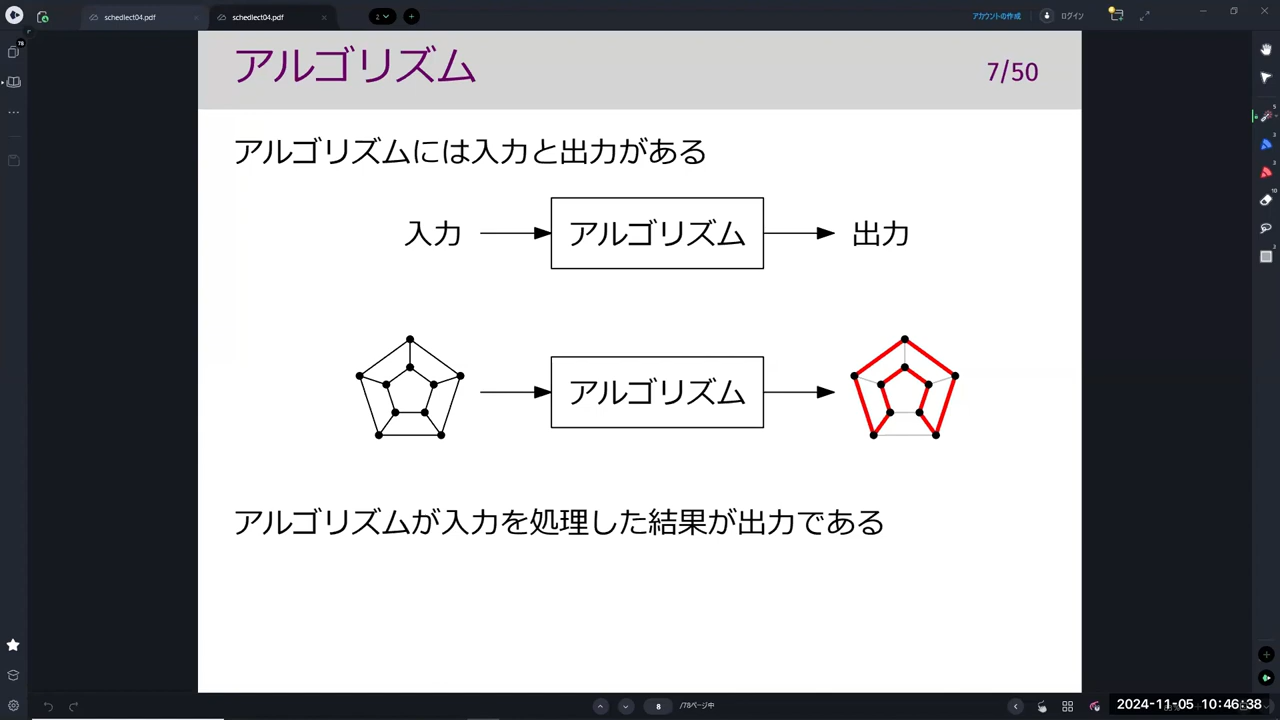 schedlect04.pdf
schedlect04.pdf
2
アカウントの作成
ログイン
78
アルゴリズム
7/50
アルゴリズムには入力と出力がある
入力
アルゴリズム
出力
アルゴリズム
アルゴリズムが入力を処理した結果が出力である
8
/78ページ中
2024-11-05 10:46:38